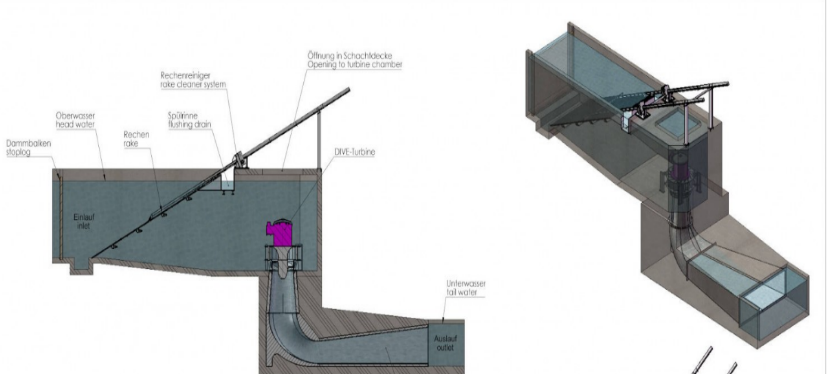 Öffnung in Schachtdecke
Opening to turbine chamber
Rechenreiniger
rake cleaner system
Oberwasser
head water
Spülrinne
flushing drain
Rechen
rake
Dammbalken
stoplog
DIVE-Turbine
Einlauf
inlet
Unterwasser
tail water
Auslauf
outlet